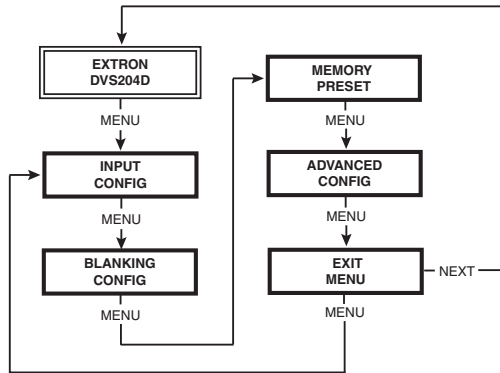 EXTRON
DVS204D
MENU
INPUT
CONFIG
MENU
BLANKING
CONFIG
MENU
MEMORY
PRESET
MENU
ADVANCED
CONFIG
MENU
EXIT
MENU
NEXT
MENU